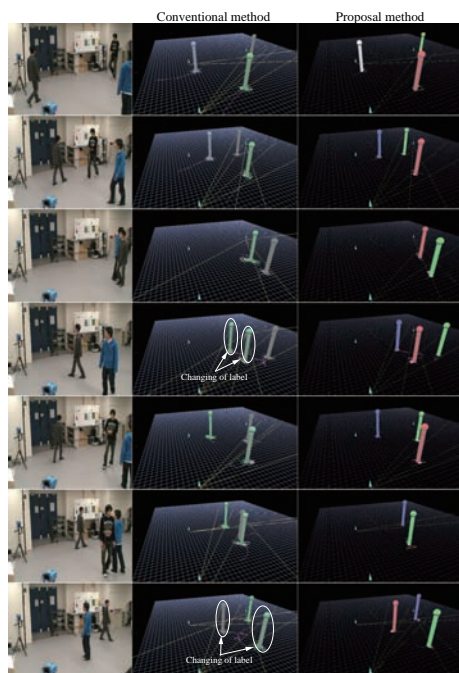 Conventional method
Proposal method
Changing of label
Changing of label